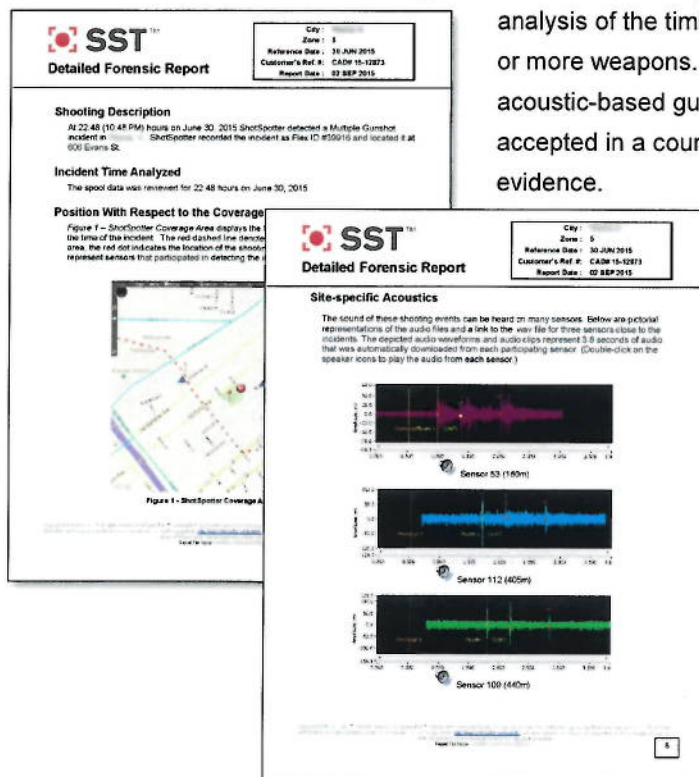 analysis of the tim
or more weapons.
acoustic-based gu
accepted in a cour
evidence.
SST™
Detailed Forensic Report
City :
Zone : 5
Reference Date : 30 JUN 2015
Customer's Ref. #: CAD# 15-12873
Report Date : 02 SEP 2015
Shooting Description
At 22:48 (10:48 PM) hours on June 30, 2015 ShotSpotter detected a Multiple Gunshot
incident in ShotSpotter recorded the incident as Flex ID #39916 and located it at
606 Evans St.
Incident Time Analyzed
The spool data was reviewed for 22:48 hours on June 30, 2015
Position With Respect to the Coverage
Figure 1 – ShotSpotter Coverage Area displays the
the time of the incident. The red dashed line denote
area, the red dot indicates the location of the shootin
represent sensors that participated in detecting the i
Figure 1 - ShotSpotter Coverage A
SST™
Detailed Forensic Report
City :
Zone : 5
Reference Date : 30 JUN 2015
Customer's Ref. #: CAD# 15-12873
Report Date : 02 SEP 2015
Site-specific Acoustics
The sound of these shooting events can be heard on many sensors. Below are pictorial
representations of the audio files and a link to the wav file for three sensors close to the
incidents. The depicted audio waveforms and audio clips represent 3.8 seconds of audio
that was automatically downloaded from each participating sensor. (Double-click on the
speaker icons to play the audio from each sensor.)
Sensor 53 (160m)
Sensor 112 (405m)
Sensor 109 (440m)
6